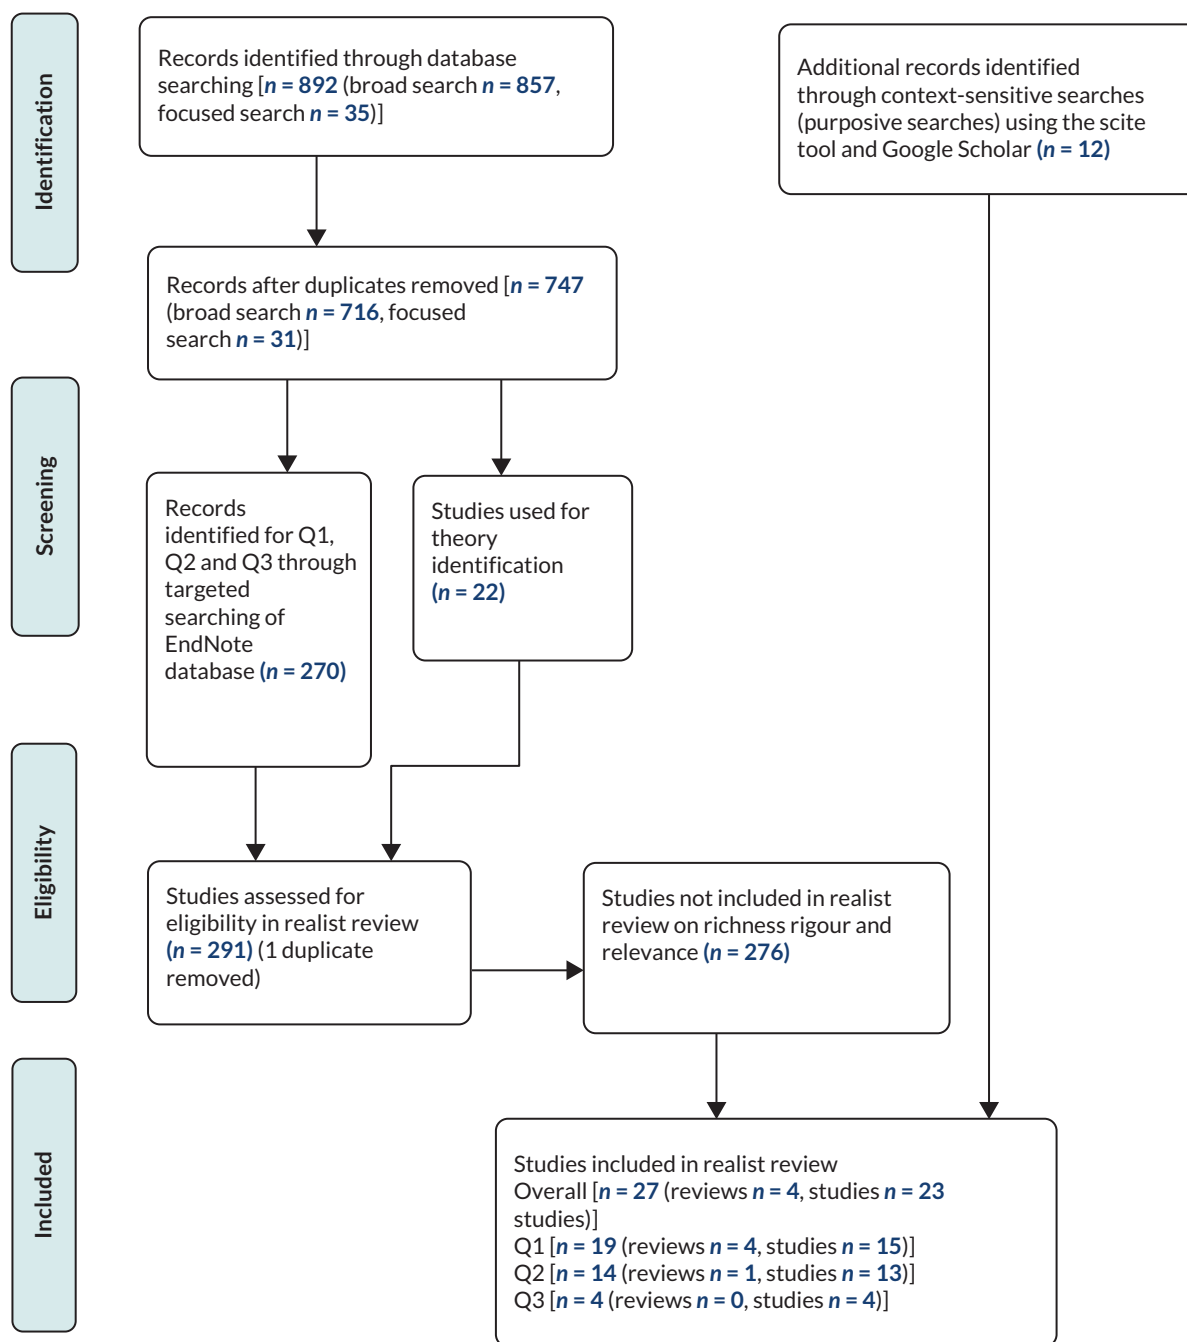 Identification
Records identified through database
searching [n = 892 (broad search n = 857,
focused search n = 35)]
Additional records identified
through context-sensitive searches
(purposive searches) using the scite
tool and Google Scholar (n = 12)
Records after duplicates removed [n = 747
(broad search n = 716, focused
search n = 31)]
Screening
Records
identified for Q1,
Q2 and Q3 through
targeted
searching of
EndNote
database (n = 270)
Studies used for
theory
identification
(n = 22)
Eligibility
Studies assessed for
eligibility in realist review
(n = 291) (1 duplicate
removed)
Studies not included in realist
review on richness rigour and
relevance (n = 276)
Included
Studies included in realist review
Overall [n = 27 (reviews n = 4, studies n = 23
studies)]
Q1 [n = 19 (reviews n = 4, studies n = 15)]
Q2 [n = 14 (reviews n = 1, studies n = 13)]
Q3 [n = 4 (reviews n = 0, studies n = 4)]